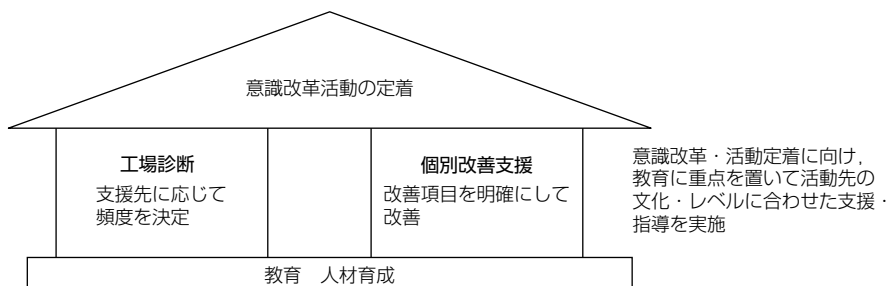 意識改革活動の定着
工場診断
支援先に応じて
頻度を決定
個別改善支援
改善項目を明確にして
改善
意識改革・活動定着に向け,
教育に重点を置いて活動先の
文化・レベルに合わせた支援・
指導を実施
教育　人材育成